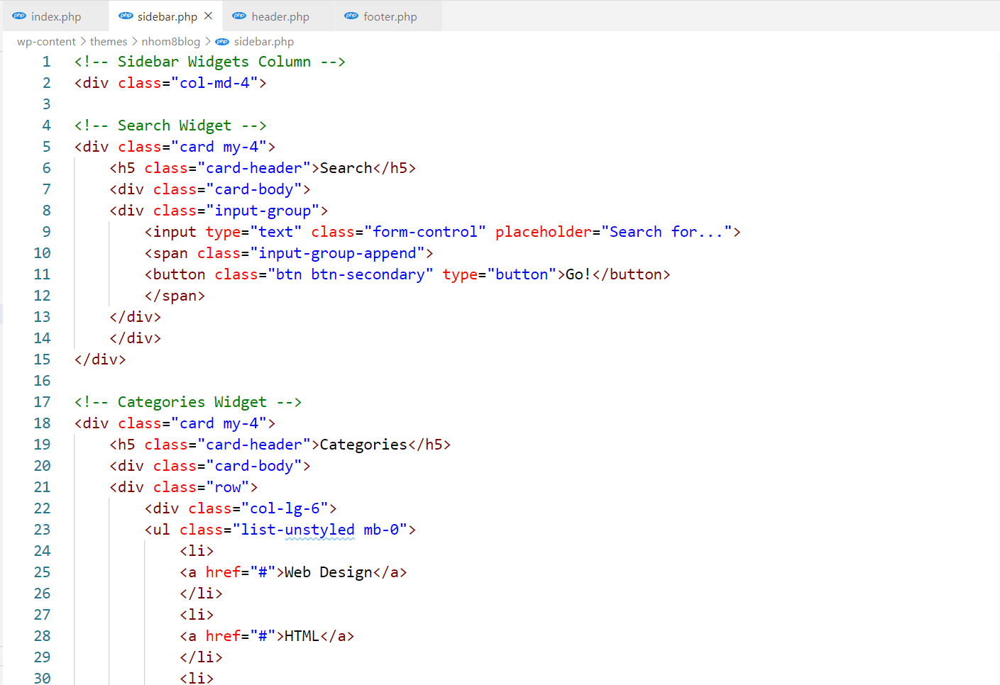 index.php sidebar.php header.php footer.php
wp-content > themes > nhom8blog > sidebar.php
1 <!-- Sidebar Widgets Column -->
2 <div class="col-md-4">
3
4 <!-- Search Widget -->
5 <div class="card my-4">
6     <h5 class="card-header">Search</h5>
7     <div class="card-body">
8     <div class="input-group">
9         <input type="text" class="form-control" placeholder="Search for...">
10         <span class="input-group-append">
11         <button class="btn btn-secondary" type="button">Go!</button>
12         </span>
13     </div>
14     </div>
15 </div>
16
17 <!-- Categories Widget -->
18 <div class="card my-4">
19     <h5 class="card-header">Categories</h5>
20     <div class="card-body">
21     <div class="row">
22         <div class="col-lg-6">
23         <ul class="list-unstyled mb-0">
24             <li>
25             <a href="#">Web Design</a>
26             </li>
27             <li>
28             <a href="#">HTML</a>
29             </li>
30             <li>